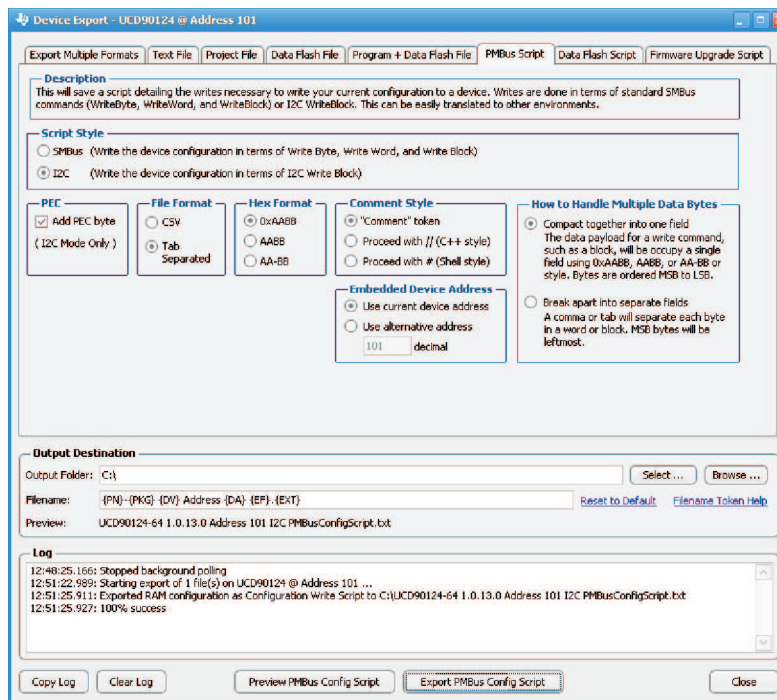 Device Export - UCD90124 @ Address 101
Export Multiple Formats Text File Project File Data Flash File Program + Data Flash File PMBus Script Data Flash Script Firmware Upgrade Script
Description
This will save a script detailing the writes necessary to write your current configuration to a device. Writes are done in terms of standard SMBus
commands (WriteByte, WriteWord, and WriteBlock) or I2C WriteBlock. This can be easily translated to other environments.
Script Style
SMBus (Write the device configuration in terms of Write Byte, Write Word, and Write Block)
I2C (Write the device configuration in terms of I2C Write Block)
PEC
Add PEC byte
( I2C Mode Only )
File Format
CSV
Tab
Separated
Hex Format
0xAABB
AABB
AA-BB
Comment Style
"Comment" token
Proceed with // (C++ style)
Proceed with # (Shell style)
Embedded Device Address
Use current device address
Use alternative address
101 decimal
How to Handle Multiple Data Bytes
Compact together into one field
The data payload for a write command,
such as a block, will be occupy a single
field using 0xAABB, AABB, or AA-BB or
style. Bytes are ordered MSB to LSB.
Break apart into separate fields
A comma or tab will separate each byte
in a word or block. MSB bytes will be
leftmost.
Output Destination
Output Folder: C:\ Select ... Browse ...
Filename: {PN}-{PKG} {DV} Address {DA} {EF}.{EXT} Reset to Default Filename Token Help
Preview: UCD90124-64 1.0.13.0 Address 101 I2C PMBusConfigScript.txt
Log
12:48:25.166: Stopped background polling
12:51:22.989: Starting export of 1 file(s) on UCD90124 @ Address 101 ...
12:51:25.911: Exported RAM configuration as Configuration Write Script to C:\UCD90124-64 1.0.13.0 Address 101 I2C PMBusConfigScript.txt
12:51:25.927: 100% success
Copy Log Clear Log Preview PMBus Config Script Export PMBus Config Script Close